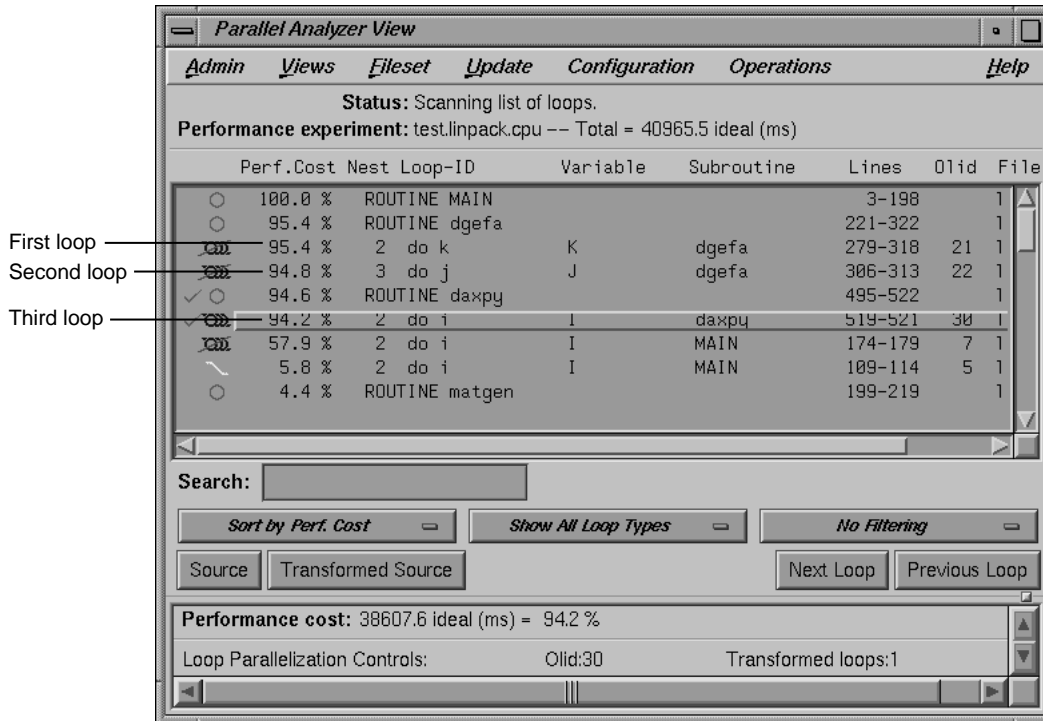 Parallel Analyzer View
Admin Views Fileset Update Configuration Operations Help
Status: Scanning list of loops.
Performance experiment: test.linpack.cpu -- Total = 40965.5 ideal (ms)
Perf.Cost Nest Loop-ID Variable Subroutine Lines Olid File
100.0 % ROUTINE MAIN 3-198 1
95.4 % ROUTINE dgefa 221-322 1
First loop 95.4 % 2 do k K dgefa 279-318 21 1
Second loop 94.8 % 3 do j J dgefa 306-313 22 1
94.6 % ROUTINE daxpy 495-522 1
Third loop 94.2 % 2 do i I daxpy 519-521 30 1
57.9 % 2 do i I MAIN 174-179 7 1
5.8 % 2 do i I MAIN 109-114 5 1
4.4 % ROUTINE matgen 199-219 1
Search:
Sort by Perf. Cost Show All Loop Types No Filtering
Source Transformed Source Next Loop Previous Loop
Performance cost: 38607.6 ideal (ms) = 94.2 %
Loop Parallelization Controls: Olid:30 Transformed loops:1